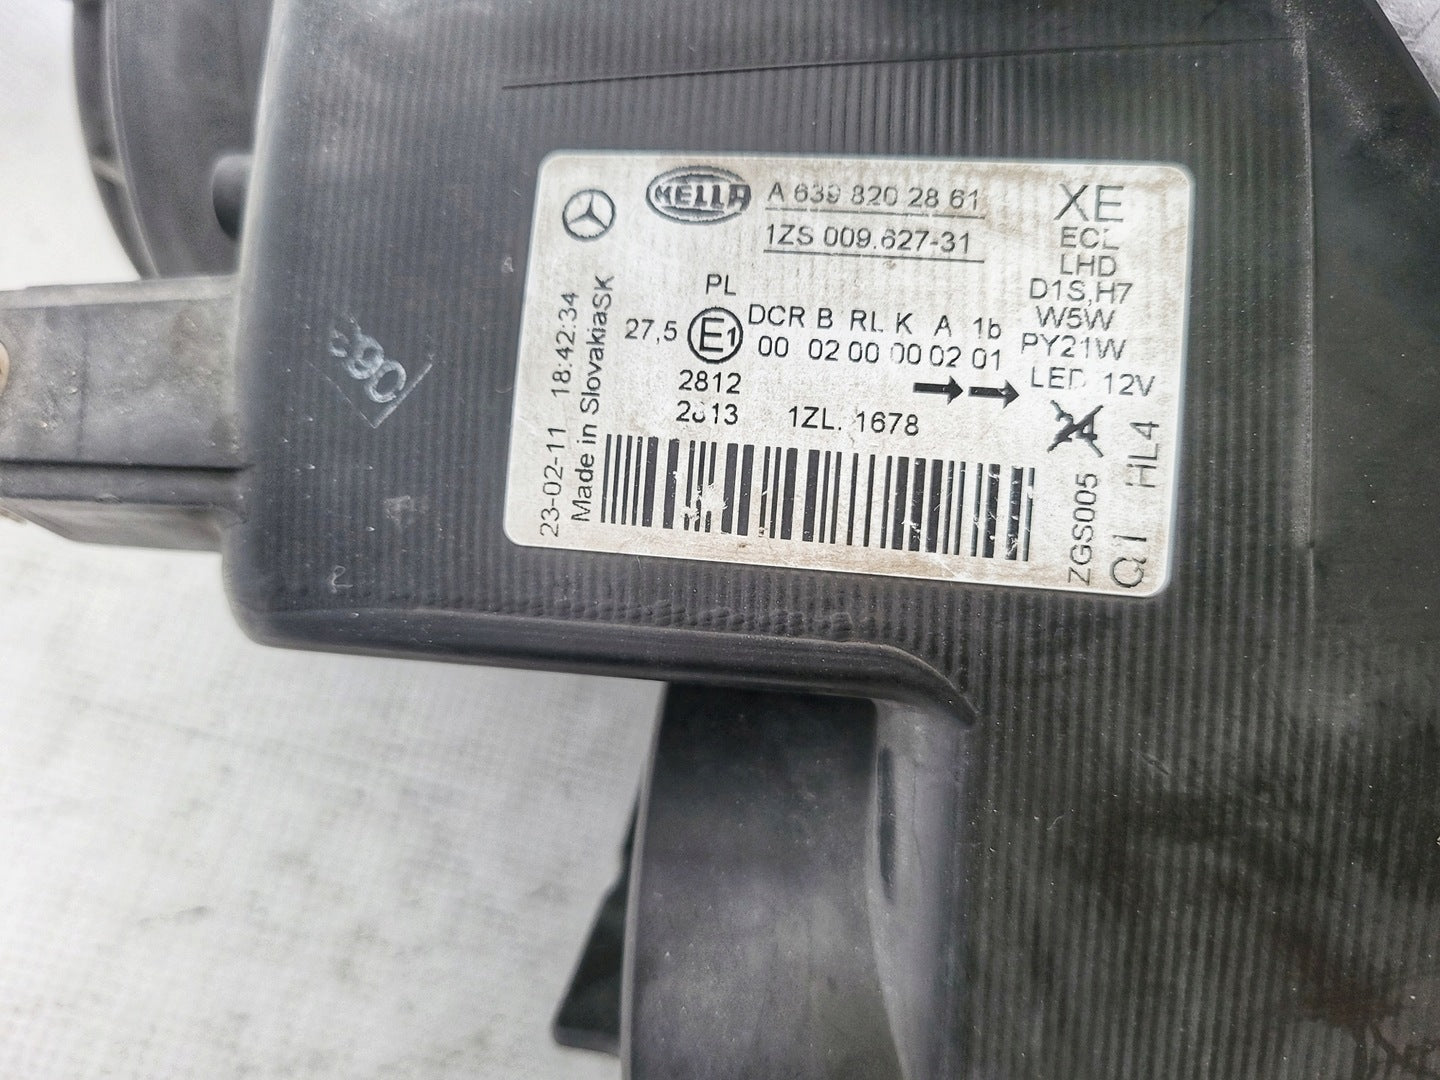 HELLA
A 639 820 28 61
1ZS 009.627-31
XE
ECE
LHD
D1S,H7
W5W
PY21W
LED 12V
24
PL
27,5 E1
DCR B RL K A 1b
00 02 00 00 02 01
2812
2813
1ZL. 1678
23-02-11 18:42:34
Made in SlovakiaSK
ZGS005
HL4